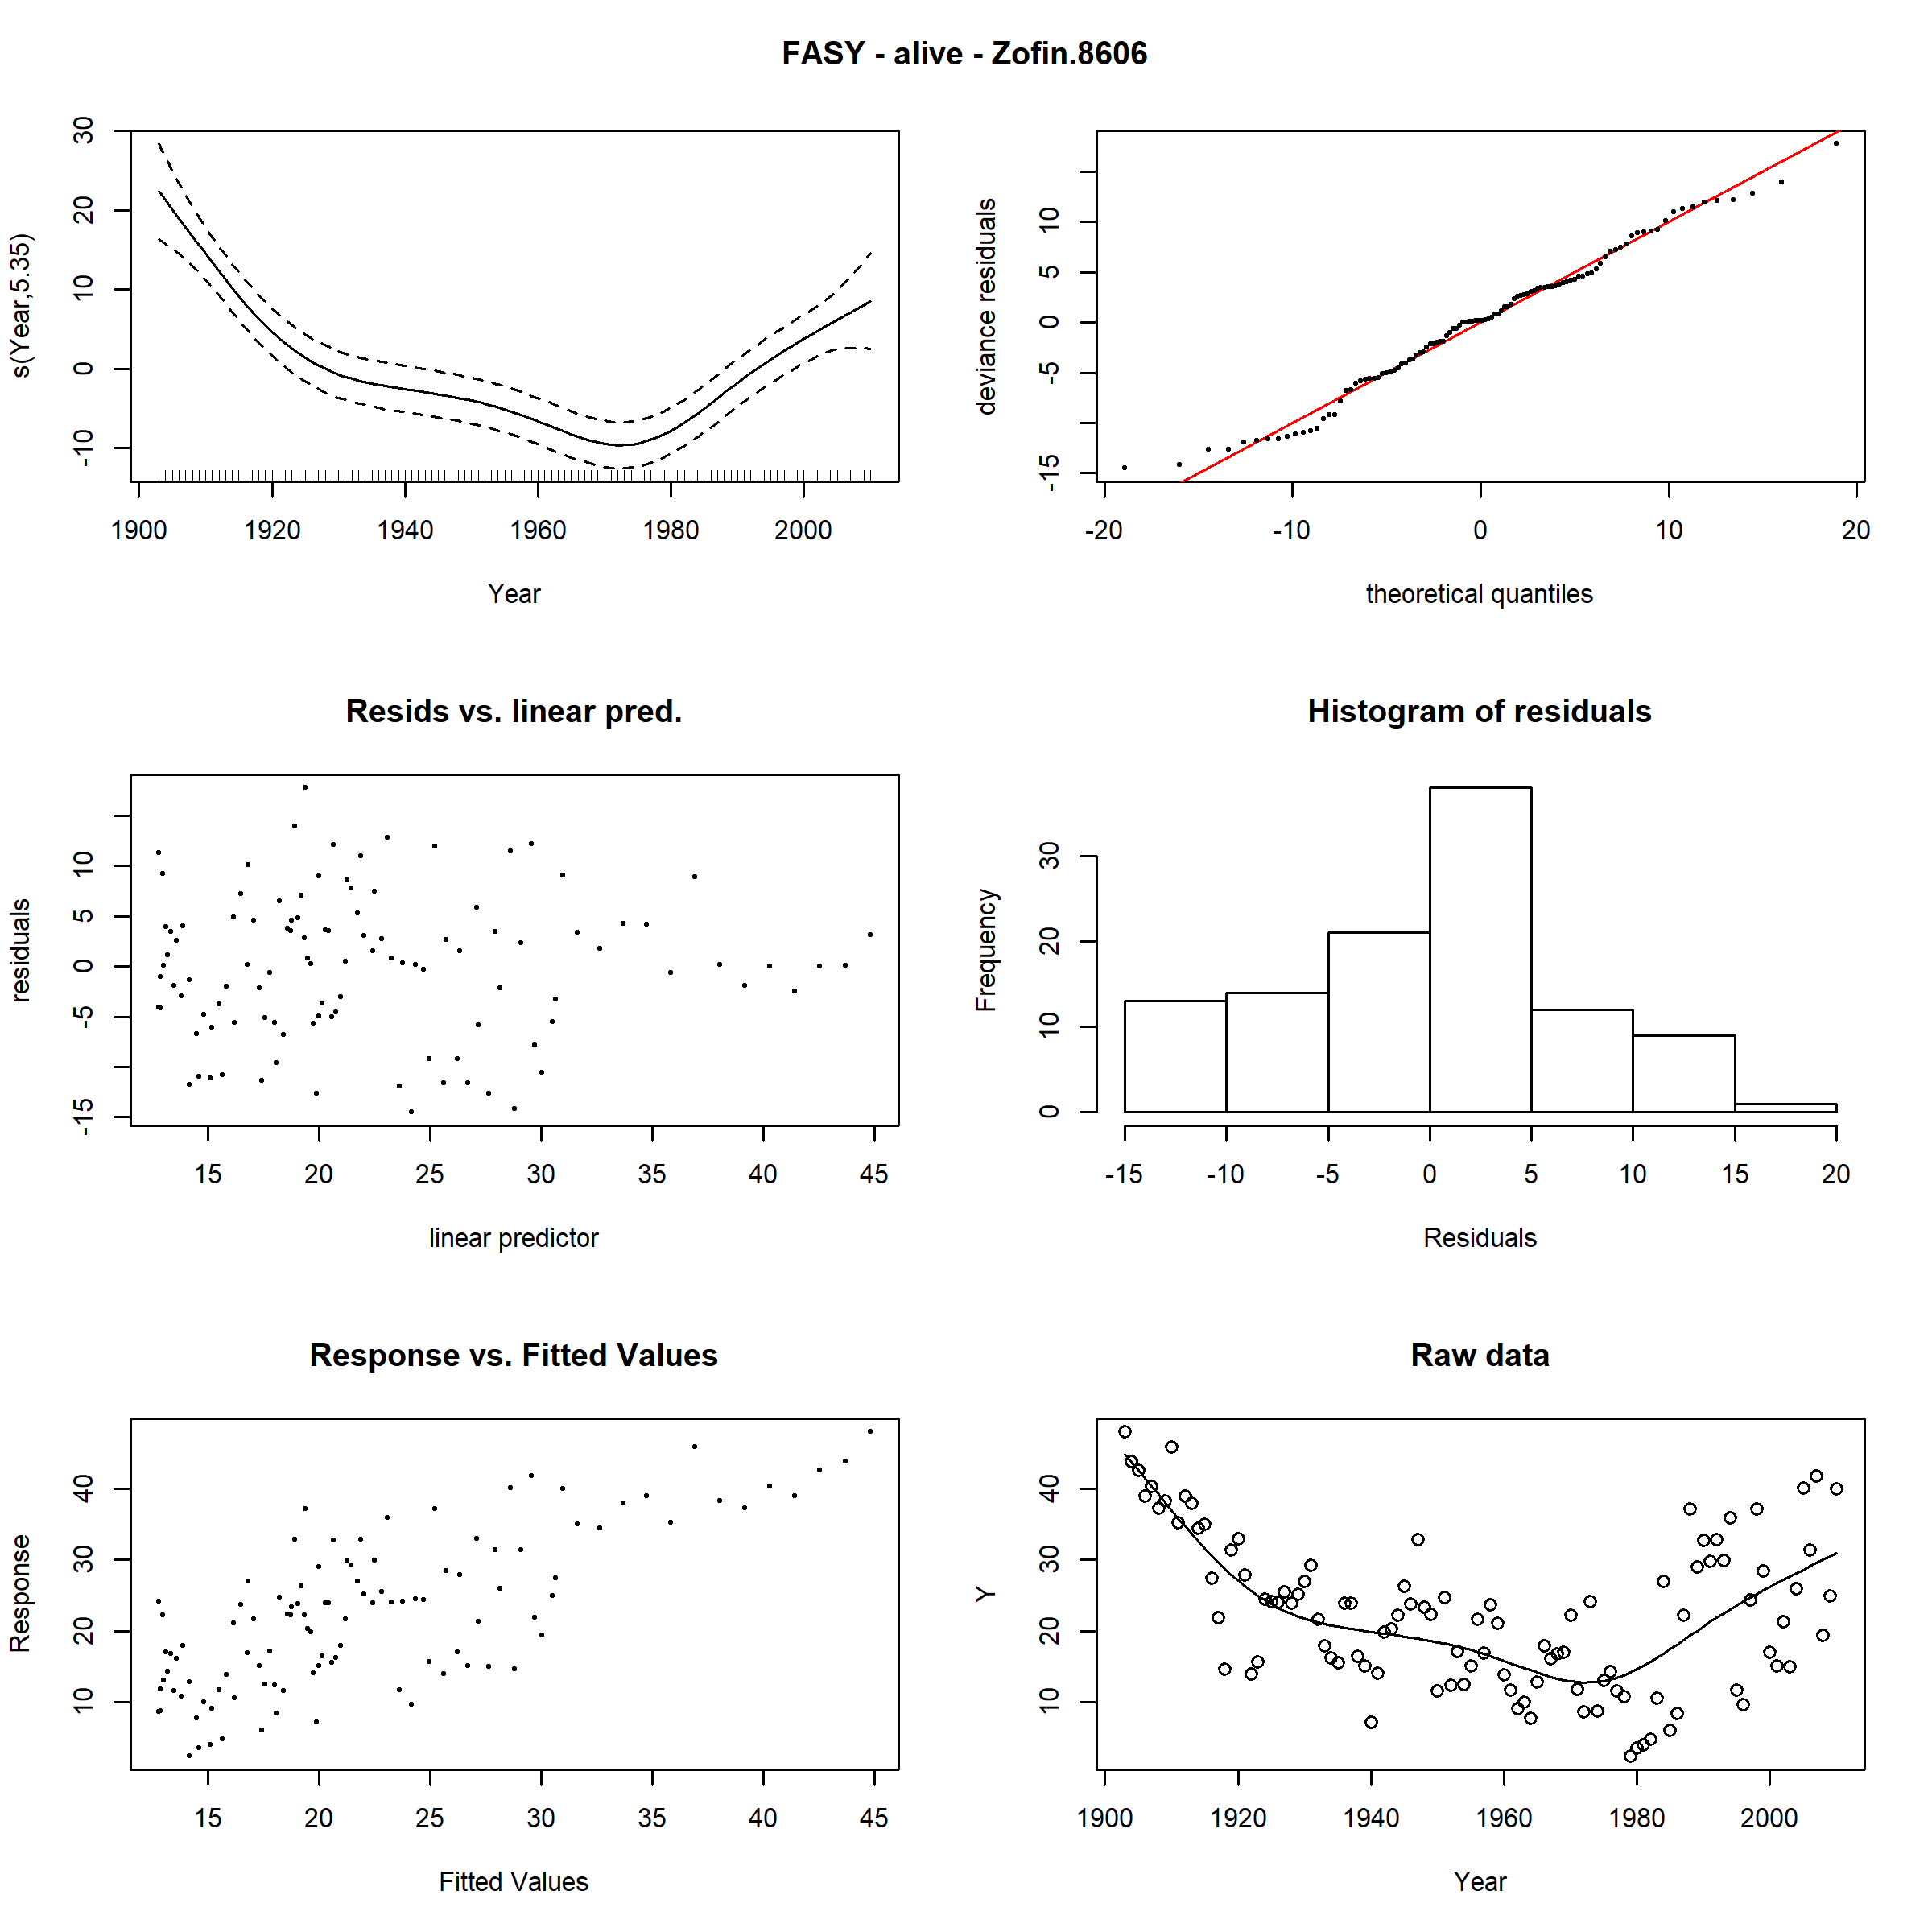 FASY - alive - Zofin.8606
s(Year,5.35)
30
20
10
0
-10
1900 1920 1940 1960 1980 2000
Year
deviance residuals
10
5
0
-5
-15
-20 -10 0 10 20
theoretical quantiles
Resids vs. linear pred.
residuals
10
5
0
-5
-15
15 20 25 30 35 40 45
linear predictor
Histogram of residuals
Frequency
30
20
10
0
-15 -10 -5 0 5 10 15 20
Residuals
Response vs. Fitted Values
Response
40
30
20
10
15 20 25 30 35 40 45
Fitted Values
Raw data
Y
40
30
20
10
1900 1920 1940 1960 1980 2000
Year